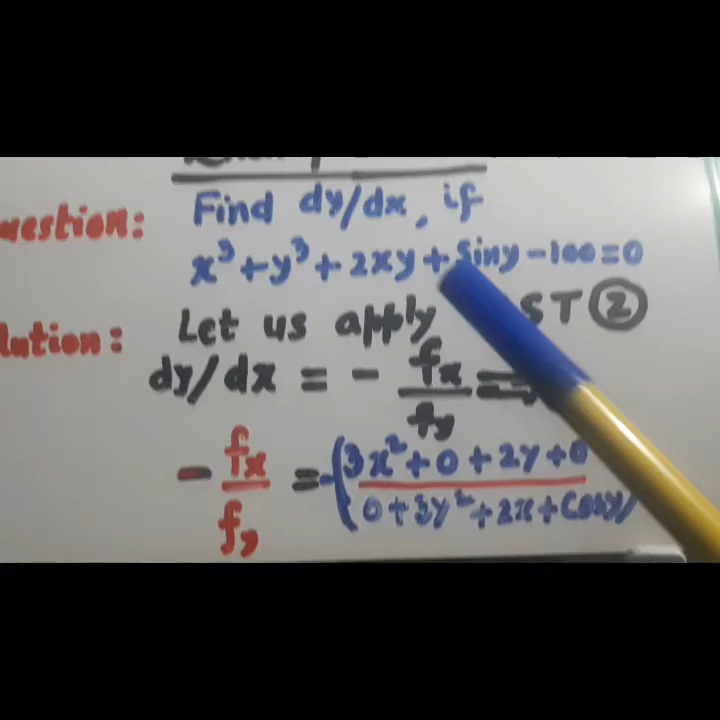 uestion: Find dy/dx, if
x³+y³+2xy+siny-100=0
lution: Let us apply ST ②
dy/dx = - fx/fy ⇒
- fx/fy = -(3x²+0+2y+0/0+3y²+2x+Cosy)